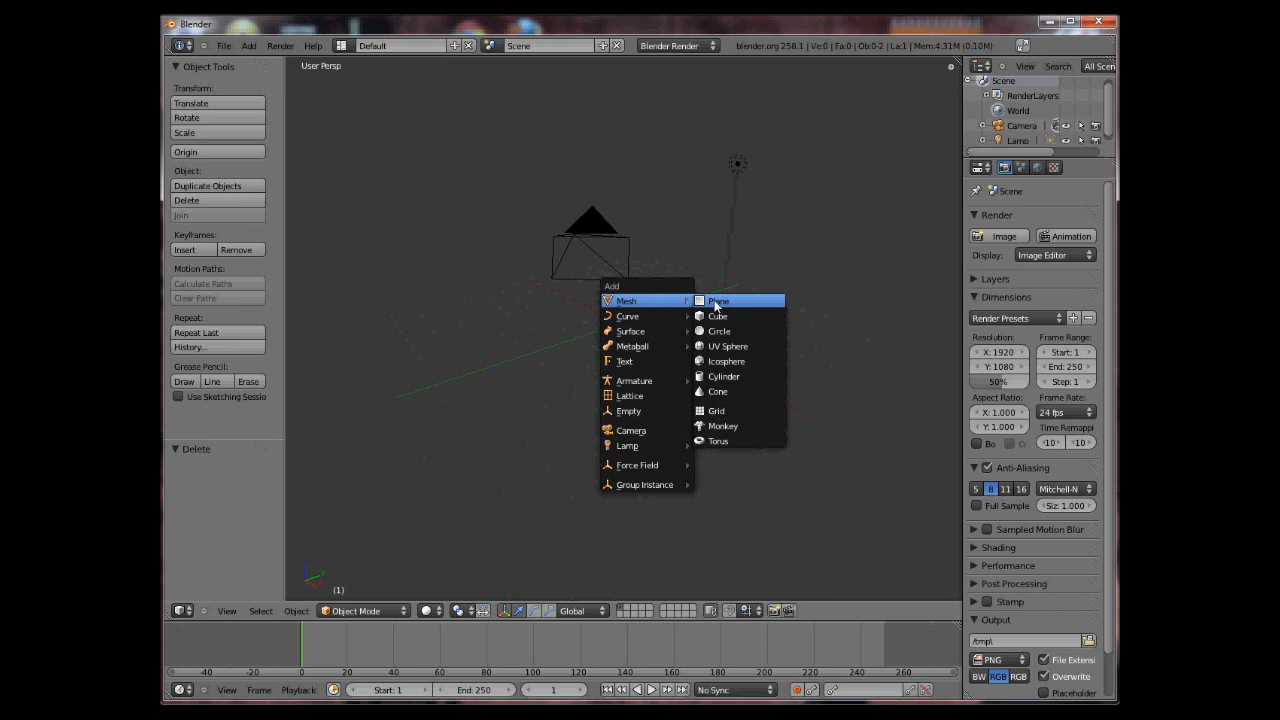 Blender
File Add Render Help Default Scene Blender Render blender.org 258.1 | Ve:0 | Fa:0 | Ob:0-2 | La:1 | Mem:4.31M (0.10M)
Object Tools
Transform:
Translate
Rotate
Scale
Origin
Object:
Duplicate Objects
Delete
Join
Keyframes:
Insert Remove
Motion Paths:
Calculate Paths
Clear Paths
Repeat:
Repeat Last
History...
Grease Pencil:
Draw Line Erase
Use Sketching Sessio
Delete
User Persp
Add
Mesh
Curve
Surface
Metaball
Text
Armature
Lattice
Empty
Camera
Lamp
Force Field
Group Instance
Plane
Cube
Circle
UV Sphere
Icosphere
Cylinder
Cone
Grid
Monkey
Torus
(1)
View Select Object Object Mode Global
-40 -20 0 20 40 60 80 100 120 140 160 180 200 220 240 260
View Frame Playback Start: 1 End: 250 1 No Sync
View Search All Scen
Scene
RenderLayers
World
Camera
Lamp
Scene
Render
Image Animation
Display: Image Editor
Layers
Dimensions
Render Presets
Resolution: Frame Range:
X: 1920 Start: 1
Y: 1080 End: 250
50% Step: 1
Aspect Ratio: Frame Rate:
X: 1.000 24 fps
Y: 1.000 Time Remappi
Bo Cr 10 10
Anti-Aliasing
5 8 11 16 Mitchell-N
Full Sample Siz: 1.000
Sampled Motion Blur
Shading
Performance
Post Processing
Stamp
Output
/tmp\
PNG File Extensi
BW RGB RGB Overwrite
Placeholder